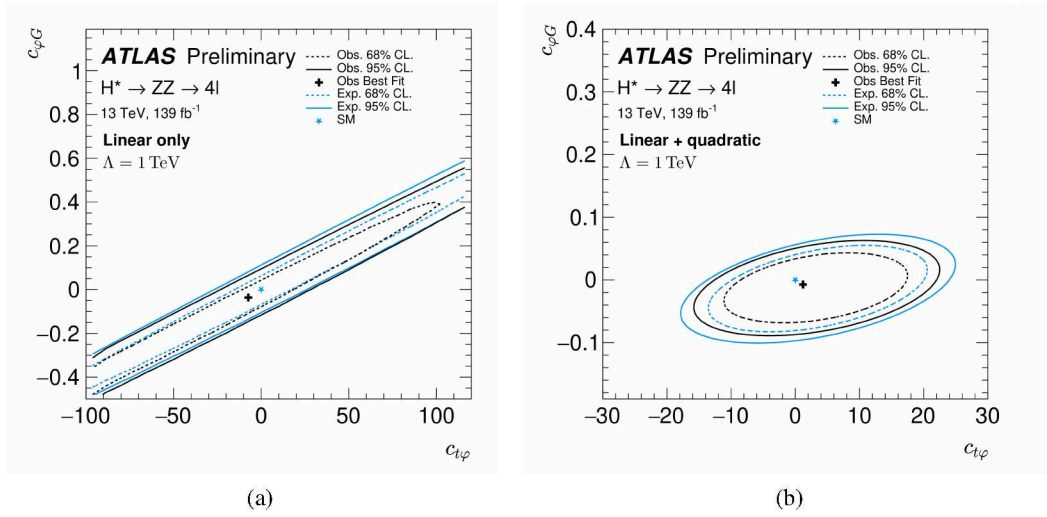 c_φG
1
0.8
0.6
0.4
0.2
0
−0.2
−0.4
−100
−50
0
50
100
c_tφ
ATLAS Preliminary
H* → ZZ → 4l
13 TeV, 139 fb⁻¹
Linear only
Λ = 1 TeV
Obs. 68% CL.
Obs. 95% CL.
Obs Best Fit
Exp. 68% CL.
Exp. 95% CL.
SM
(a)
c_φG
0.4
0.3
0.2
0.1
0
−0.1
−30
−20
−10
0
10
20
30
c_tφ
ATLAS Preliminary
H* → ZZ → 4l
13 TeV, 139 fb⁻¹
Linear + quadratic
Λ = 1 TeV
Obs. 68% CL.
Obs. 95% CL.
Obs Best Fit
Exp. 68% CL.
Exp. 95% CL.
SM
(b)